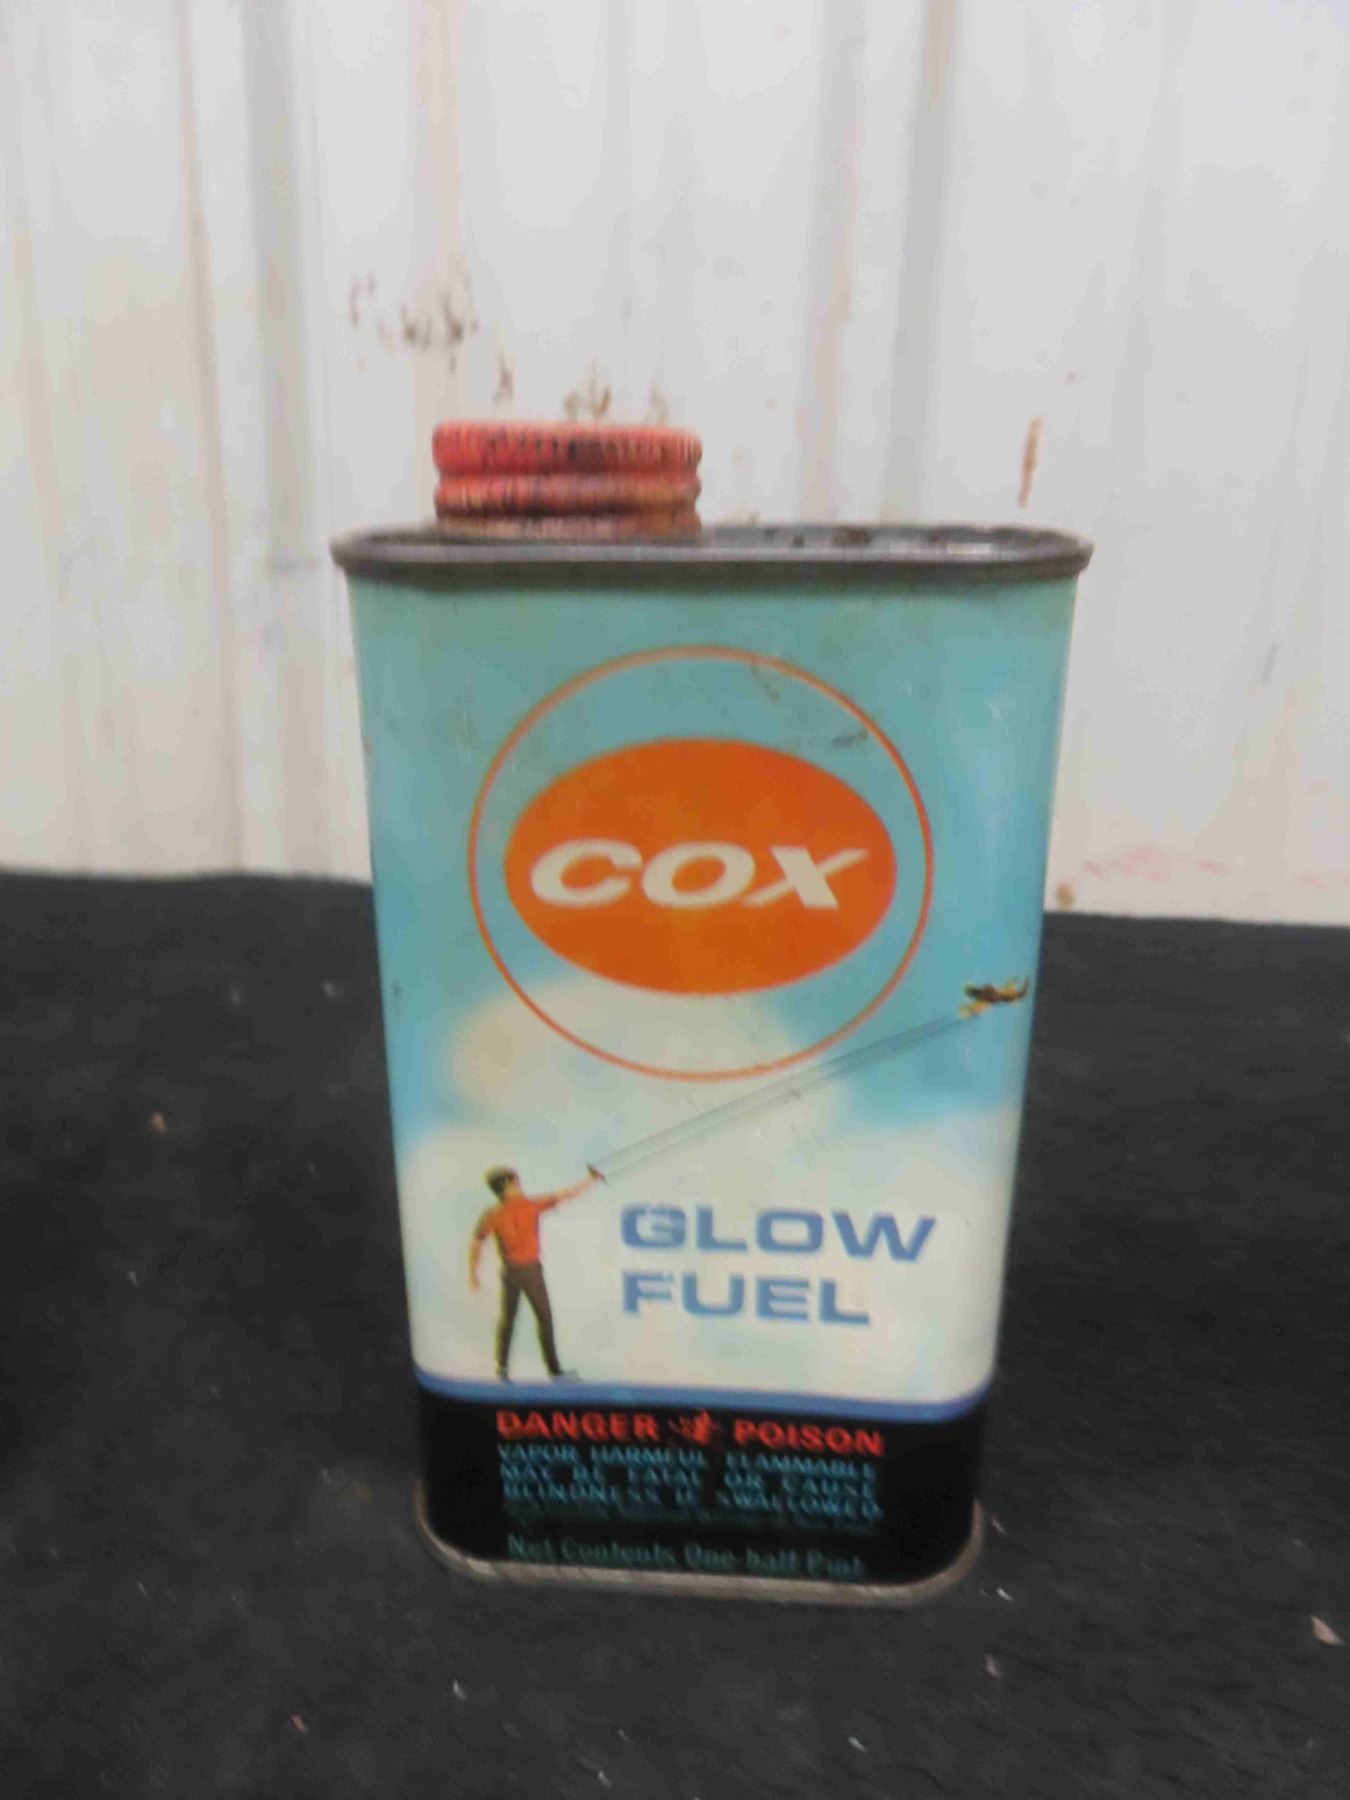 COX
GLOW
FUEL
DANGER POISON
VAPOR HARMFUL FLAMMABLE
MAY BE FATAL OR CAUSE
BLINDNESS IF SWALLOWED
Net Contents One-half Pint